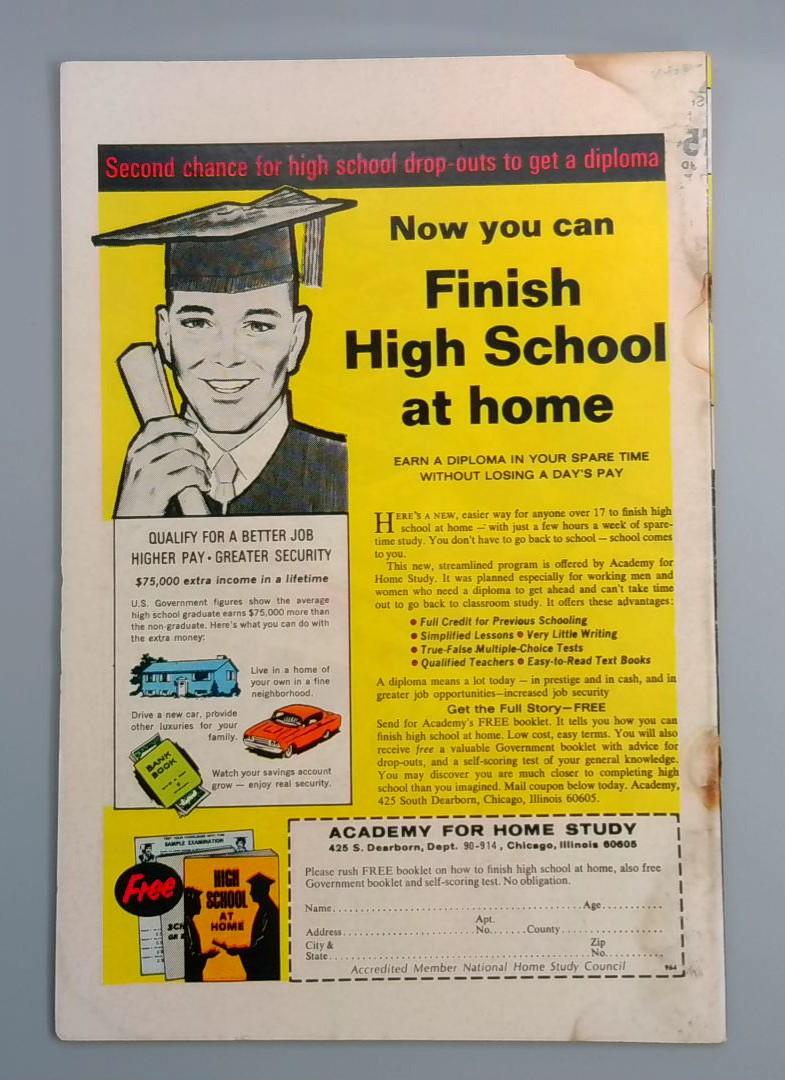 Second chance for high school drop-outs to get a diploma
Now you can
Finish
High School
at home
EARN A DIPLOMA IN YOUR SPARE TIME
WITHOUT LOSING A DAY'S PAY
HERE'S A NEW, easier way for anyone over 17 to finish high
school at home — with just a few hours a week of spare-
time study. You don't have to go back to school — school comes
to you.
This new, streamlined program is offered by Academy for
Home Study. It was planned especially for working men and
women who need a diploma to get ahead and can't take time
out to go back to classroom study. It offers these advantages:
• Full Credit for Previous Schooling
• Simplified Lessons • Very Little Writing
• True-False Multiple-Choice Tests
• Qualified Teachers • Easy-to-Read Text Books
A diploma means a lot today — in prestige and in cash, and in
greater job opportunities—increased job security
Get the Full Story—FREE
Send for Academy's FREE booklet. It tells you how you can
finish high school at home. Low cost, easy terms. You will also
receive free a valuable Government booklet with advice for
drop-outs, and a self-scoring test of your general knowledge.
You may discover you are much closer to completing high
school than you imagined. Mail coupon below today. Academy,
425 South Dearborn, Chicago, Illinois 60605.
QUALIFY FOR A BETTER JOB
HIGHER PAY • GREATER SECURITY
$75,000 extra income in a lifetime
U.S. Government figures show the average
high school graduate earns $75,000 more than
the non-graduate. Here's what you can do with
the extra money:
Live in a home of
your own in a fine
neighborhood.
Drive a new car, provide
other luxuries for your
family.
BANK
BOOK
Watch your savings account
grow — enjoy real security.
SAMPLE EXAMINATION
Free
HIGH
SCHOOL
AT
HOME
ACADEMY FOR HOME STUDY
425 S. Dearborn, Dept. 90-914, Chicago, Illinois 60605
Please rush FREE booklet on how to finish high school at home, also free
Government booklet and self-scoring test. No obligation.
Name.......................................................Age............
Apt.
Address..............................No.......County..........................
City & Zip
State.......................................................No............
Accredited Member National Home Study Council 964